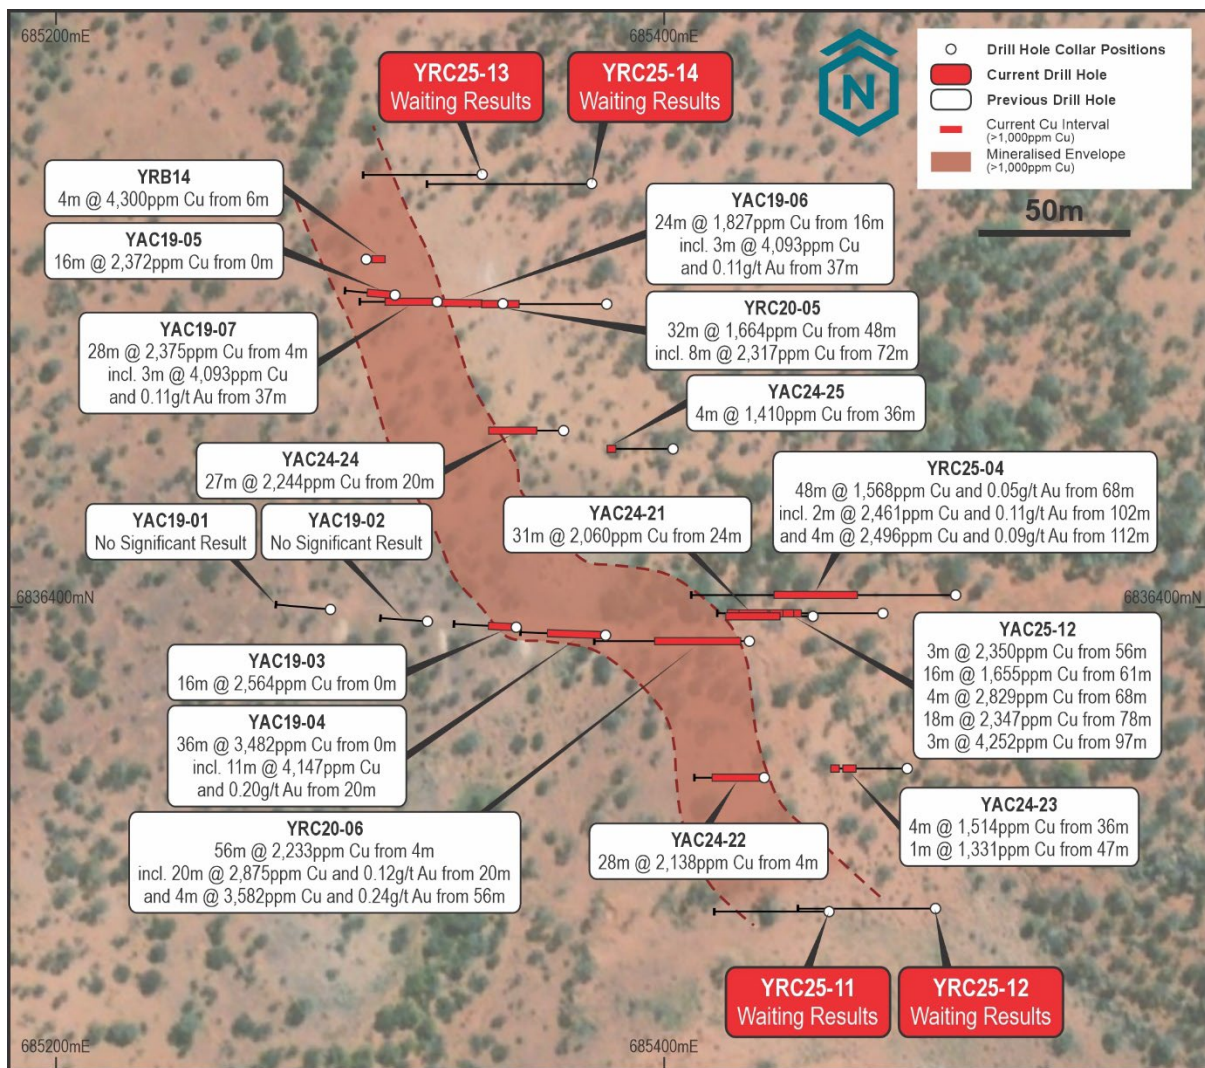 685200mE
685400mE
N
Drill Hole Collar Positions
Current Drill Hole
Previous Drill Hole
Current Cu Interval
(>1,000ppm Cu)
Mineralised Envelope
(>1,000ppm Cu)
50m
YRC25-13
Waiting Results
YRC25-14
Waiting Results
YRB14
4m @ 4,300ppm Cu from 6m
YAC19-05
16m @ 2,372ppm Cu from 0m
YAC19-06
24m @ 1,827ppm Cu from 16m
incl. 3m @ 4,093ppm Cu
and 0.11g/t Au from 37m
YAC19-07
28m @ 2,375ppm Cu from 4m
incl. 3m @ 4,093ppm Cu
and 0.11g/t Au from 37m
YRC20-05
32m @ 1,664ppm Cu from 48m
incl. 8m @ 2,317ppm Cu from 72m
YAC24-25
4m @ 1,410ppm Cu from 36m
YAC24-24
27m @ 2,244ppm Cu from 20m
YRC25-04
48m @ 1,568ppm Cu and 0.05g/t Au from 68m
incl. 2m @ 2,461ppm Cu and 0.11g/t Au from 102m
and 4m @ 2,496ppm Cu and 0.09g/t Au from 112m
YAC19-01
No Significant Result
YAC19-02
No Significant Result
YAC24-21
31m @ 2,060ppm Cu from 24m
6836400mN
6836400mN
YAC19-03
16m @ 2,564ppm Cu from 0m
YAC25-12
3m @ 2,350ppm Cu from 56m
16m @ 1,655ppm Cu from 61m
4m @ 2,829ppm Cu from 68m
18m @ 2,347ppm Cu from 78m
3m @ 4,252ppm Cu from 97m
YAC19-04
36m @ 3,482ppm Cu from 0m
incl. 11m @ 4,147ppm Cu
and 0.20g/t Au from 20m
YRC20-06
56m @ 2,233ppm Cu from 4m
incl. 20m @ 2,875ppm Cu and 0.12g/t Au from 20m
and 4m @ 3,582ppm Cu and 0.24g/t Au from 56m
YAC24-22
28m @ 2,138ppm Cu from 4m
YAC24-23
4m @ 1,514ppm Cu from 36m
1m @ 1,331ppm Cu from 47m
YRC25-11
Waiting Results
YRC25-12
Waiting Results
685200mE
685400mE